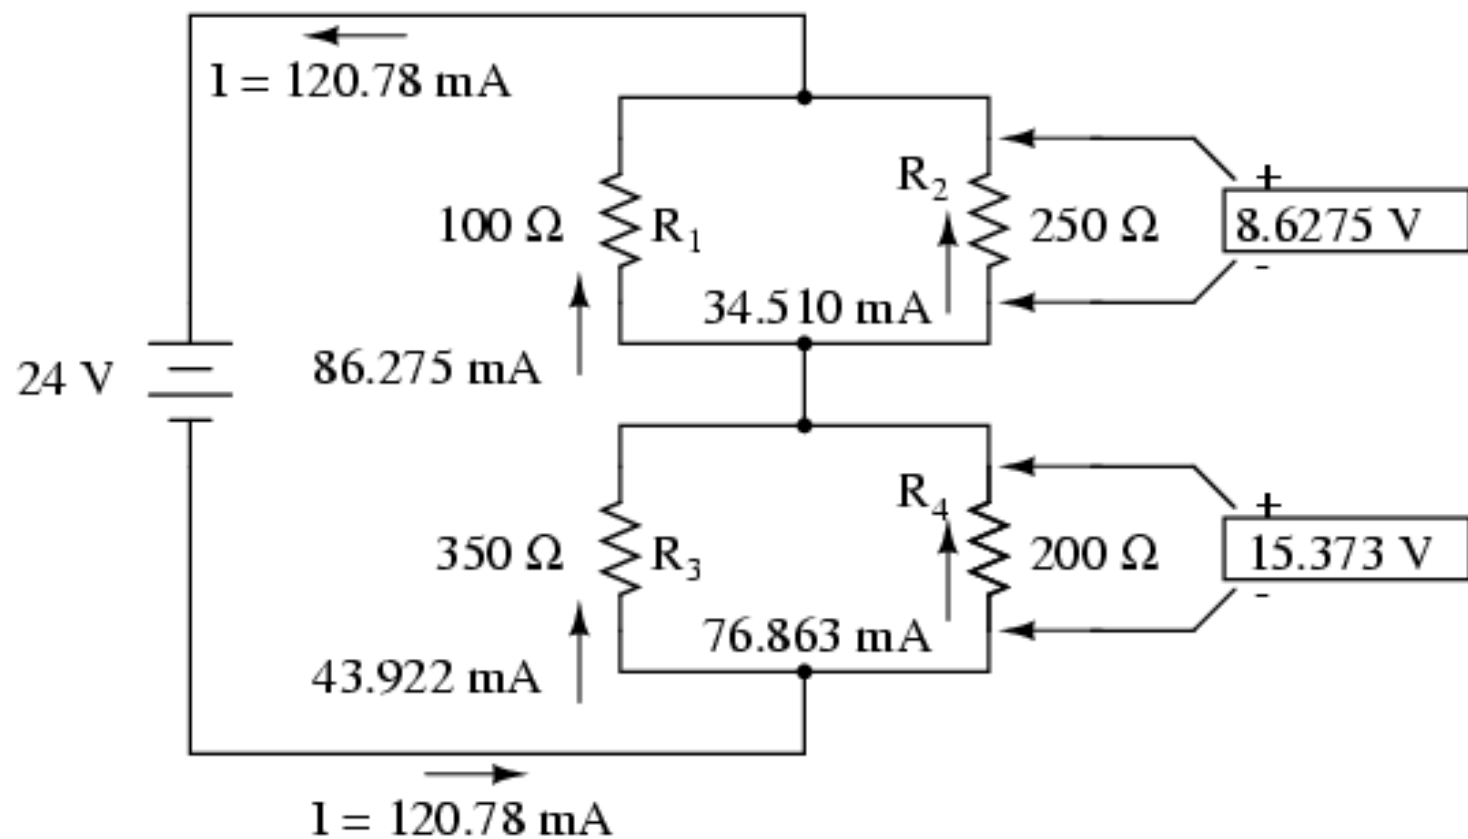 I = 120.78 mA
R₂
+
100 Ω
R₁
250 Ω
8.6275 V
-
34.510 mA
24 V
86.275 mA
R₄
+
350 Ω
R₃
200 Ω
15.373 V
-
76.863 mA
43.922 mA
I = 120.78 mA